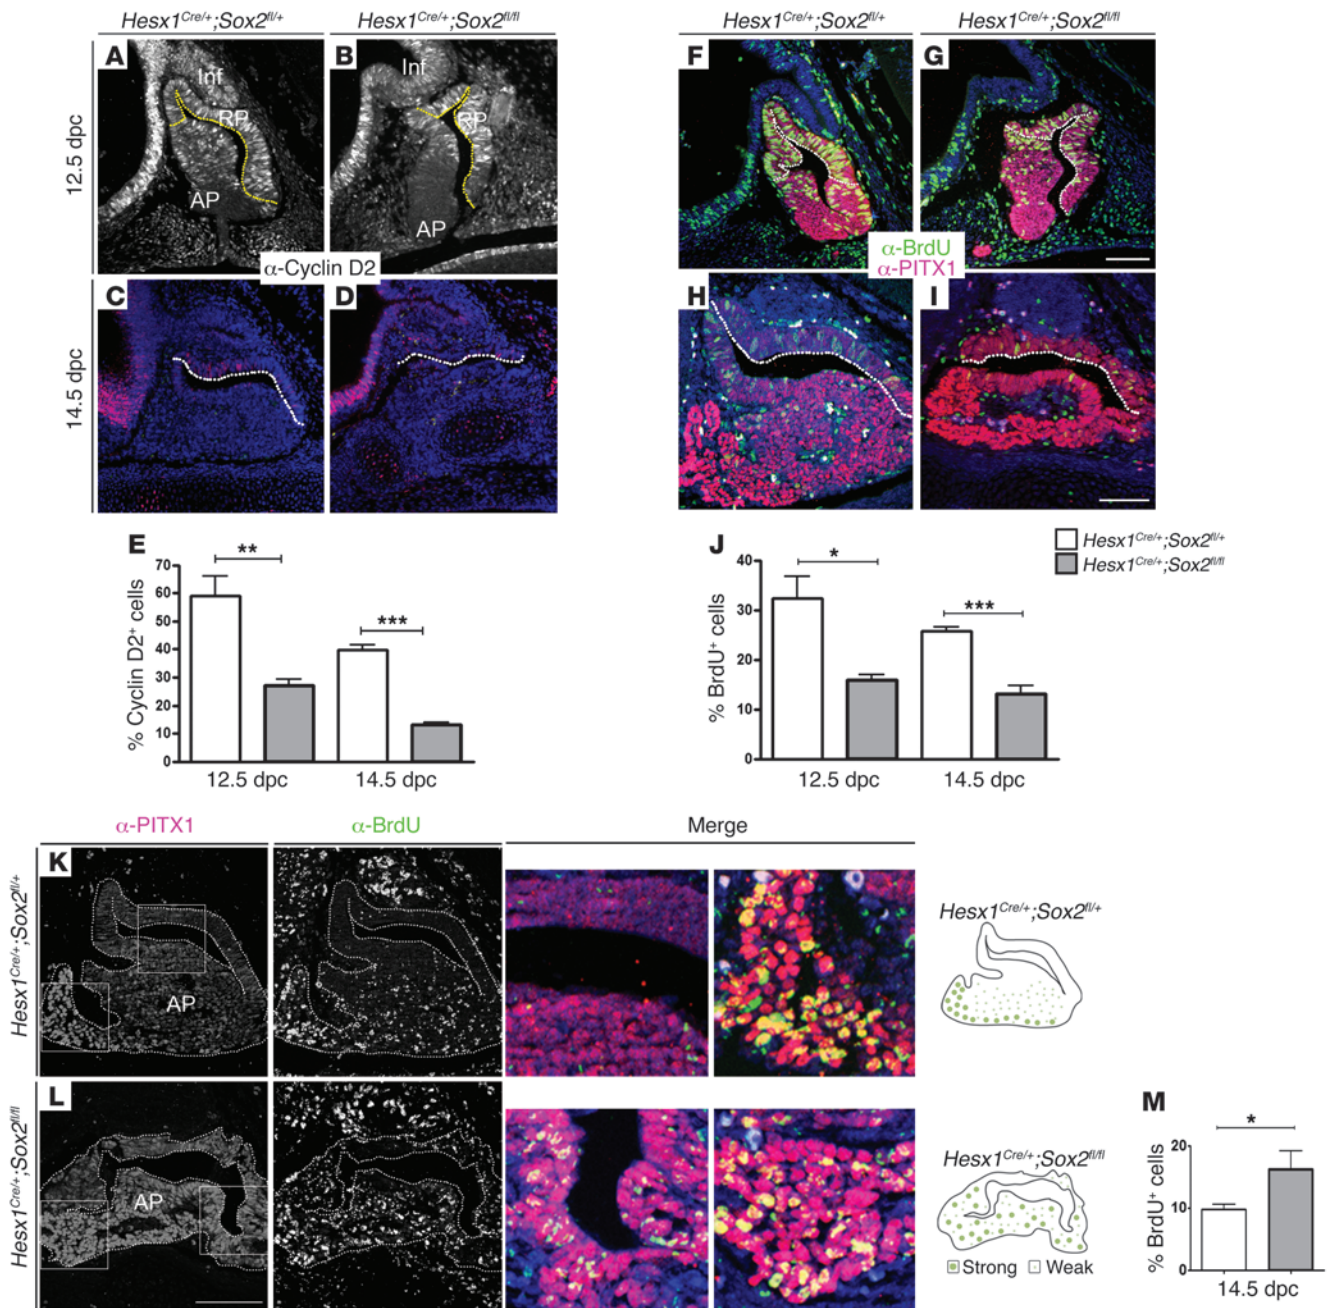 Hesx1Cre/+;Sox2fl/+
Hesx1Cre/+;Sox2fl/fl
Hesx1Cre/+;Sox2fl/+
Hesx1Cre/+;Sox2fl/fl
12.5 dpc
A
Inf
RP
AP
B
Inf
RP
AP
F
G
α-Cyclin D2
α-BrdU
α-PITX1
14.5 dpc
C
D
H
I
E
% Cyclin D2+ cells
70
60
50
40
30
20
10
0
**
***
12.5 dpc
14.5 dpc
J
% BrdU+ cells
40
30
20
10
0
*
***
12.5 dpc
14.5 dpc
Hesx1Cre/+;Sox2fl/+
Hesx1Cre/+;Sox2fl/fl
α-PITX1
α-BrdU
Merge
Hesx1Cre/+;Sox2fl/+
K
AP
Hesx1Cre/+;Sox2fl/+
Hesx1Cre/+;Sox2fl/fl
L
AP
Hesx1Cre/+;Sox2fl/fl
Strong
Weak
M
% BrdU+ cells
20
10
0
*
14.5 dpc